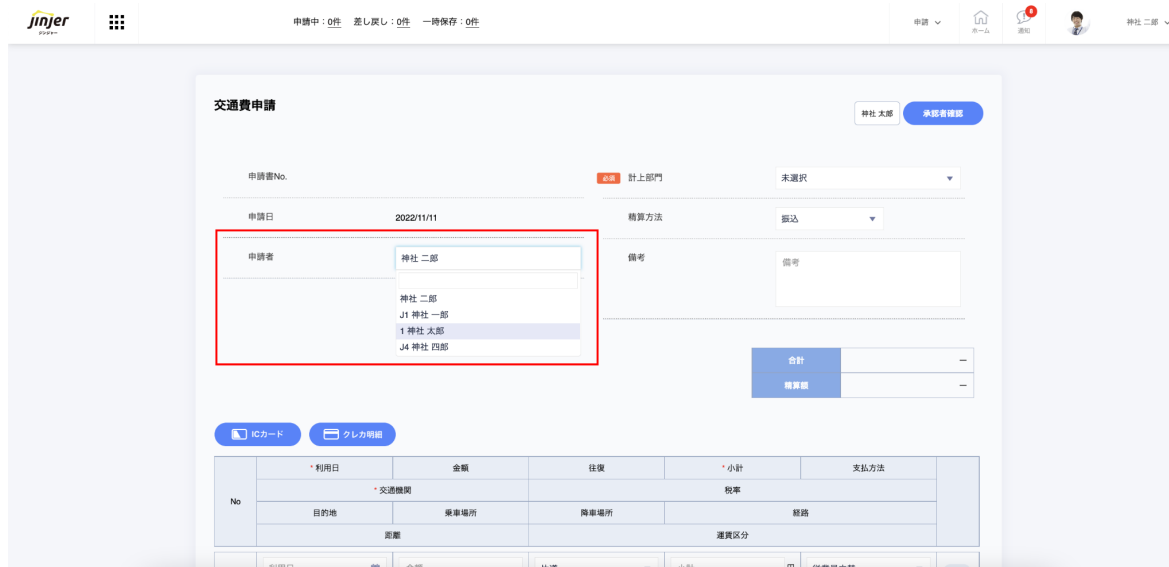 jinjer
ジンジャー
申請中：0件 差し戻し：0件 一時保存：0件
申請
ホーム
8
通知
神社 二郎
交通費申請
神社 太郎
承認者確認
申請書No.
必須 計上部門
未選択
申請日
2022/11/11
精算方法
振込
申請者
神社 二郎
備考
備考
神社 二郎
J1 神社 一郎
1 神社 太郎
J4 神社 四郎
合計 ー
精算額 ー
ICカード
クレカ明細
No
*利用日 金額 往復 *小計 支払方法
*交通機関 税率
目的地 乗車場所 降車場所 経路
距離 運賃区分